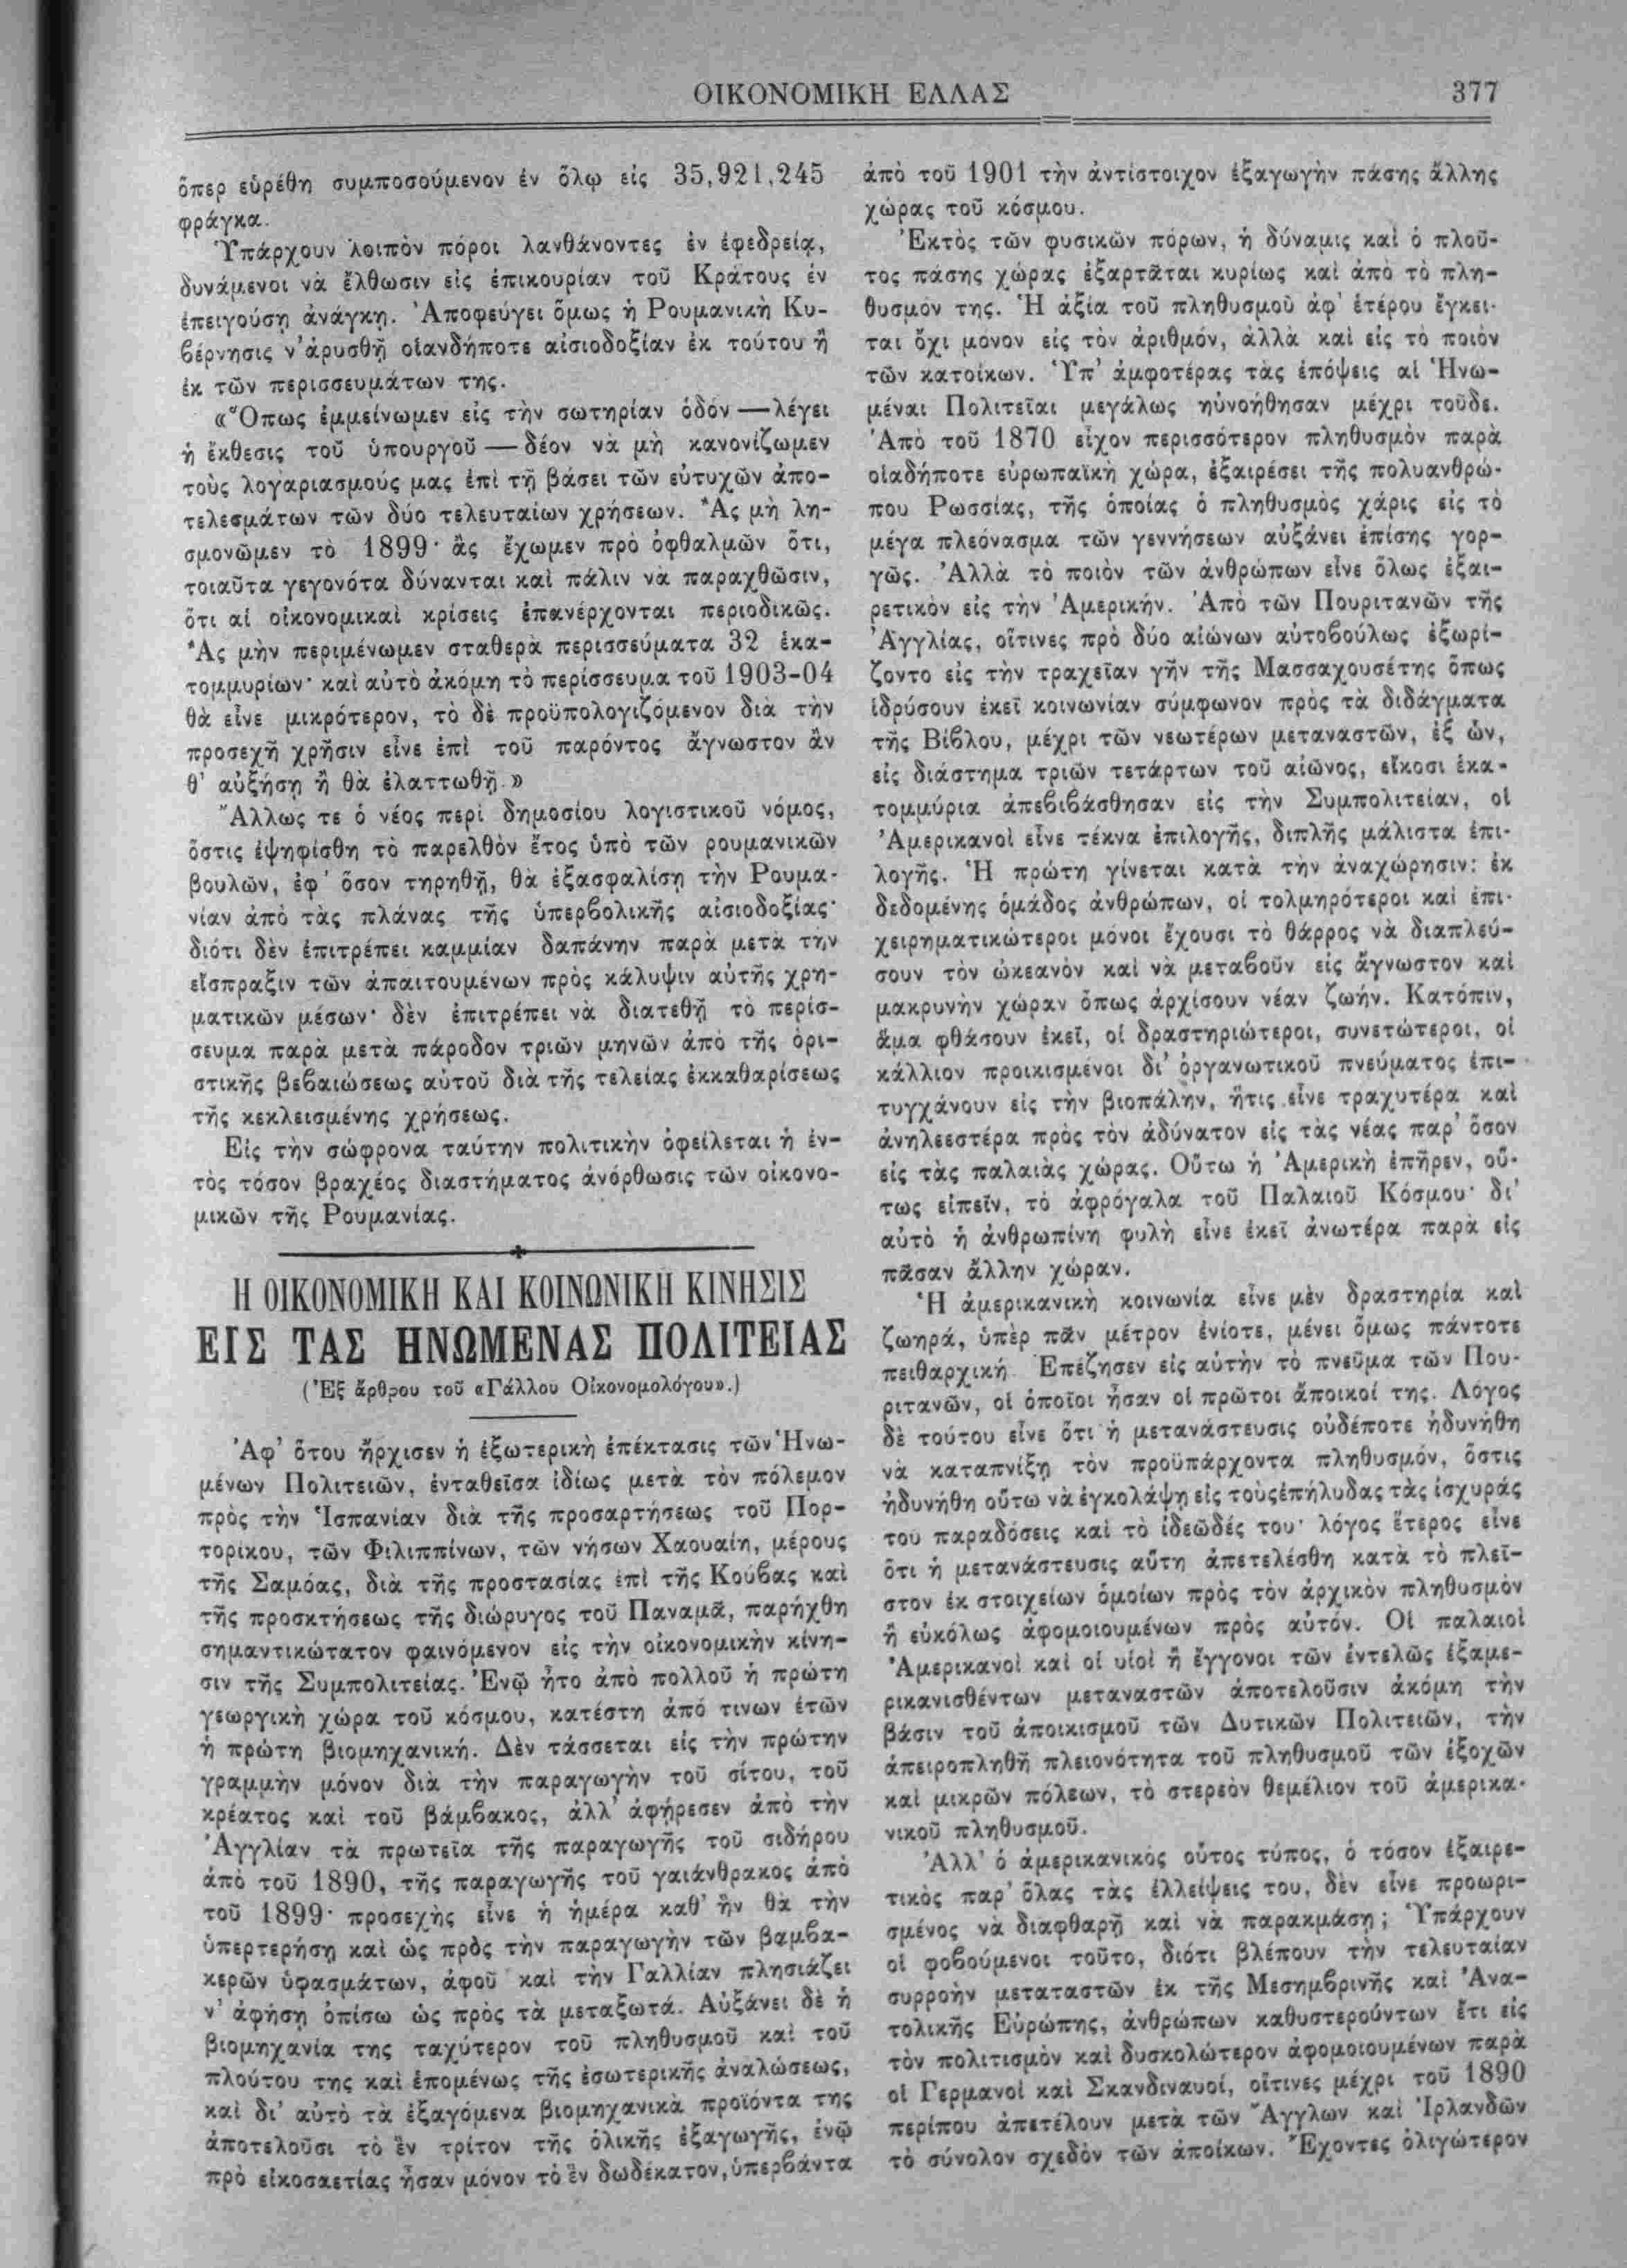 ΟΙΚΟΝΟΜΙΚΗ ΕΛΛΑΣ
377
ὅπερ εὑρέθη συμποσούμενον ἐν ὅλῳ εἰς 35,921,245
φράγκα.
Ὑπάρχουν λοιπὸν πόροι λανθάνοντες ἐν ἐφεδρείᾳ,
δυνάμενοι νὰ ἔλθωσιν εἰς ἐπικουρίαν τοῦ Κράτους ἐν
ἐπειγούσῃ ἀνάγκῃ. Ἀποφεύγει ὅμως ἡ Ρουμανικὴ Κυ-
βέρνησις ν' ἀρυσθῇ οἱανδήποτε αἰσιοδοξίαν ἐκ τούτου ἢ
ἐκ τῶν περισσευμάτων της.
«Ὅπως ἐμμείνωμεν εἰς τὴν σωτηρίαν ὁδόν — λέγει
ἡ ἔκθεσις τοῦ ὑπουργοῦ — δέον νὰ μὴ κανονίζωμεν
τοὺς λογαριασμούς μας ἐπὶ τῇ βάσει τῶν εὐτυχῶν ἀπο-
τελεσμάτων τῶν δύο τελευταίων χρήσεων. Ἂς μὴ λη-
σμονῶμεν τὸ 1899· ἂς ἔχωμεν πρὸ ὀφθαλμῶν ὅτι,
τοιαῦτα γεγονότα δύνανται καὶ πάλιν νὰ παραχθῶσιν,
ὅτι αἱ οἰκονομικαὶ κρίσεις ἐπανέρχονται περιοδικῶς.
Ἂς μὴν περιμένωμεν σταθερὰ περισσεύματα 32 ἑκα-
τομμυρίων· καὶ αὐτὸ ἀκόμη τὸ περίσσευμα τοῦ 1903-04
θὰ εἶνε μικρότερον, τὸ δὲ προϋπολογιζόμενον διὰ τὴν
προσεχῆ χρῆσιν εἶνε ἐπὶ τοῦ παρόντος ἄγνωστον ἂν
θ' αὐξήσῃ ἢ θὰ ἐλαττωθῇ.»
Ἄλλως τε ὁ νέος περὶ δημοσίου λογιστικοῦ νόμος,
ὅστις ἐψηφίσθη τὸ παρελθὸν ἔτος ὑπὸ τῶν ρουμανικῶν
βουλῶν, ἐφ' ὅσον τηρηθῇ, θὰ ἐξασφαλίσῃ τὴν Ρουμα-
νίαν ἀπὸ τὰς πλάνας τῆς ὑπερβολικῆς αἰσιοδοξίας·
διότι δὲν ἐπιτρέπει καμμίαν δαπάνην παρὰ μετὰ τὴν
εἴσπραξιν τῶν ἀπαιτουμένων πρὸς κάλυψιν αὐτῆς χρη-
ματικῶν μέσων· δὲν ἐπιτρέπει νὰ διατεθῇ τὸ περίσ-
σευμα παρὰ μετὰ πάροδον τριῶν μηνῶν ἀπὸ τῆς ὁρι-
στικῆς βεβαιώσεως αὐτοῦ διὰ τῆς τελείας ἐκκαθαρίσεως
τῆς κεκλεισμένης χρήσεως.
Εἰς τὴν σώφρονα ταύτην πολιτικὴν ὀφείλεται ἡ ἐν-
τὸς τόσον βραχέος διαστήματος ἀνόρθωσις τῶν οἰκονο-
μικῶν τῆς Ρουμανίας.
Η ΟΙΚΟΝΟΜΙΚΗ ΚΑΙ ΚΟΙΝΩΝΙΚΗ ΚΙΝΗΣΙΣ
ΕΙΣ ΤΑΣ ΗΝΩΜΕΝΑΣ ΠΟΛΙΤΕΙΑΣ
(Ἐξ ἄρθρου τοῦ «Γάλλου Οἰκονομολόγου».)
Ἀφ' ὅτου ἤρχισεν ἡ ἐξωτερικὴ ἐπέκτασις τῶν Ἡνω-
μένων Πολιτειῶν, ἐνταθεῖσα ἰδίως μετὰ τὸν πόλεμον
πρὸς τὴν Ἱσπανίαν διὰ τῆς προσαρτήσεως τοῦ Πορ-
τορίκου, τῶν Φιλιππίνων, τῶν νήσων Χαουαίη, μέρους
τῆς Σαμόας, διὰ τῆς προστασίας ἐπὶ τῆς Κούβας καὶ
τῆς προσκτήσεως τῆς διώρυγος τοῦ Παναμᾶ, παρήχθη
σημαντικώτατον φαινόμενον εἰς τὴν οἰκονομικὴν κίνη-
σιν τῆς Συμπολιτείας. Ἐνῷ ἦτο ἀπὸ πολλοῦ ἡ πρώτη
γεωργικὴ χώρα τοῦ κόσμου, κατέστη ἀπό τινων ἐτῶν
ἡ πρώτη βιομηχανική. Δὲν τάσσεται εἰς τὴν πρώτην
γραμμὴν μόνον διὰ τὴν παραγωγὴν τοῦ σίτου, τοῦ
κρέατος καὶ τοῦ βάμβακος, ἀλλ' ἀφῄρεσεν ἀπὸ τὴν
Ἀγγλίαν τὰ πρωτεῖα τῆς παραγωγῆς τοῦ σιδήρου
ἀπὸ τοῦ 1890, τῆς παραγωγῆς τοῦ γαιάνθρακος ἀπὸ
τοῦ 1899· προσεχὴς εἶνε ἡ ἡμέρα καθ' ἣν θὰ τὴν
ὑπερτερήσῃ καὶ ὡς πρὸς τὴν παραγωγὴν τῶν βαμβα-
κερῶν ὑφασμάτων, ἀφοῦ καὶ τὴν Γαλλίαν πλησιάζει
ν' ἀφήσῃ ὀπίσω ὡς πρὸς τὰ μεταξωτά. Αὐξάνει δὲ ἡ
βιομηχανία της ταχύτερον τοῦ πληθυσμοῦ καὶ τοῦ
πλούτου της καὶ ἑπομένως τῆς ἐσωτερικῆς ἀναλώσεως,
καὶ δι' αὐτὸ τὰ ἐξαγόμενα βιομηχανικὰ προϊόντα της
ἀποτελοῦσι τὸ ἓν τρίτον τῆς ὁλικῆς ἐξαγωγῆς, ἐνῷ
πρὸ εἰκοσαετίας ἦσαν μόνον τὸ ἓν δωδέκατον, ὑπερβάντα
ἀπὸ τοῦ 1901 τὴν ἀντίστοιχον ἐξαγωγὴν πάσης ἄλλης
χώρας τοῦ κόσμου.
Ἐκτὸς τῶν φυσικῶν πόρων, ἡ δύναμις καὶ ὁ πλοῦ-
τος πάσης χώρας ἐξαρτᾶται κυρίως καὶ ἀπὸ τὸ πλη-
θυσμόν της. Ἡ ἀξία τοῦ πληθυσμοῦ ἀφ' ἑτέρου ἔγκει-
ται ὄχι μόνον εἰς τὸν ἀριθμόν, ἀλλὰ καὶ εἰς τὸ ποιὸν
τῶν κατοίκων. Ὑπ' ἀμφοτέρας τὰς ἐπόψεις αἱ Ἡνω-
μέναι Πολιτεῖαι μεγάλως ηὐνοήθησαν μέχρι τοῦδε.
Ἀπὸ τοῦ 1870 εἶχον περισσότερον πληθυσμὸν παρὰ
οἱαδήποτε εὐρωπαϊκὴ χώρα, ἐξαιρέσει τῆς πολυανθρώ-
που Ρωσσίας, τῆς ὁποίας ὁ πληθυσμὸς χάρις εἰς τὸ
μέγα πλεόνασμα τῶν γεννήσεων αὐξάνει ἐπίσης γορ-
γῶς. Ἀλλὰ τὸ ποιὸν τῶν ἀνθρώπων εἶνε ὅλως ἐξαι-
ρετικὸν εἰς τὴν Ἀμερικήν. Ἀπὸ τῶν Πουριτανῶν τῆς
Ἀγγλίας, οἵτινες πρὸ δύο αἰώνων αὐτοβούλως ἐξωρί-
ζοντο εἰς τὴν τραχεῖαν γῆν τῆς Μασσαχουσέτης ὅπως
ἱδρύσουν ἐκεῖ κοινωνίαν σύμφωνον πρὸς τὰ διδάγματα
τῆς Βίβλου, μέχρι τῶν νεωτέρων μεταναστῶν, ἐξ ὧν,
εἰς διάστημα τριῶν τετάρτων τοῦ αἰῶνος, εἴκοσι ἑκα-
τομμύρια ἀπεβιβάσθησαν εἰς τὴν Συμπολιτείαν, οἱ
Ἀμερικανοὶ εἶνε τέκνα ἐπιλογῆς, διπλῆς μάλιστα ἐπι-
λογῆς. Ἡ πρώτη γίνεται κατὰ τὴν ἀναχώρησιν: ἐκ
δεδομένης ὁμάδος ἀνθρώπων, οἱ τολμηρότεροι καὶ ἐπι-
χειρηματικώτεροι μόνοι ἔχουσι τὸ θάρρος νὰ διαπλεύ-
σουν τὸν ὠκεανὸν καὶ νὰ μεταβοῦν εἰς ἄγνωστον καὶ
μακρυνὴν χώραν ὅπως ἀρχίσουν νέαν ζωήν. Κατόπιν,
ἅμα φθάσουν ἐκεῖ, οἱ δραστηριώτεροι, συνετώτεροι, οἱ
κάλλιον προικισμένοι δι' ὀργανωτικοῦ πνεύματος ἐπι-
τυγχάνουν εἰς τὴν βιοπάλην, ἥτις εἶνε τραχυτέρα καὶ
ἀνηλεεστέρα πρὸς τὸν ἀδύνατον εἰς τὰς νέας παρ' ὅσον
εἰς τὰς παλαιὰς χώρας. Οὕτω ἡ Ἀμερικὴ ἐπῆρεν, οὕ-
τως εἰπεῖν, τὸ ἀφρόγαλα τοῦ Παλαιοῦ Κόσμου· δι'
αὐτὸ ἡ ἀνθρωπίνη φυλὴ εἶνε ἐκεῖ ἀνωτέρα παρὰ εἰς
πᾶσαν ἄλλην χώραν.
Ἡ ἀμερικανικὴ κοινωνία εἶνε μὲν δραστηρία καὶ
ζωηρά, ὑπὲρ πᾶν μέτρον ἐνίοτε, μένει ὅμως πάντοτε
πειθαρχική. Ἐπέζησεν εἰς αὐτὴν τὸ πνεῦμα τῶν Που-
ριτανῶν, οἱ ὁποῖοι ἦσαν οἱ πρῶτοι ἄποικοί της. Λόγος
δὲ τούτου εἶνε ὅτι ἡ μετανάστευσις οὐδέποτε ἠδυνήθη
νὰ καταπνίξῃ τὸν προϋπάρχοντα πληθυσμόν, ὅστις
ἠδυνήθη οὕτω νὰ ἐγκολάψῃ εἰς τοὺς ἐπήλυδας τὰς ἰσχυράς
του παραδόσεις καὶ τὸ ἰδεῶδές του· λόγος ἕτερος εἶνε
ὅτι ἡ μετανάστευσις αὕτη ἀπετελέσθη κατὰ τὸ πλεῖ-
στον ἐκ στοιχείων ὁμοίων πρὸς τὸν ἀρχικὸν πληθυσμὸν
ἢ εὐκόλως ἀφομοιουμένων πρὸς αὐτόν. Οἱ παλαιοὶ
Ἀμερικανοὶ καὶ οἱ υἱοὶ ἢ ἔγγονοι τῶν ἐντελῶς ἐξαμε-
ρικανισθέντων μεταναστῶν ἀποτελοῦσιν ἀκόμη τὴν
βάσιν τοῦ ἀποικισμοῦ τῶν Δυτικῶν Πολιτειῶν, τὴν
ἀπειροπληθῆ πλειονότητα τοῦ πληθυσμοῦ τῶν ἐξοχῶν
καὶ μικρῶν πόλεων, τὸ στερεὸν θεμέλιον τοῦ ἀμερικα-
νικοῦ πληθυσμοῦ.
Ἀλλ' ὁ ἀμερικανικὸς οὗτος τύπος, ὁ τόσον ἐξαιρε-
τικὸς παρ' ὅλας τὰς ἐλλείψεις του, δὲν εἶνε προωρι-
σμένος νὰ διαφθαρῇ καὶ νὰ παρακμάσῃ; Ὑπάρχουν
οἱ φοβούμενοι τοῦτο, διότι βλέπουν τὴν τελευταίαν
συρροὴν μεταταστῶν ἐκ τῆς Μεσημβρινῆς καὶ Ἀνα-
τολικῆς Εὐρώπης, ἀνθρώπων καθυστερούντων ἔτι εἰς
τὸν πολιτισμὸν καὶ δυσκολώτερον ἀφομοιουμένων παρὰ
οἱ Γερμανοὶ καὶ Σκανδιναυοί, οἵτινες μέχρι τοῦ 1890
περίπου ἀπετέλουν μετὰ τῶν Ἄγγλων καὶ Ἰρλανδῶν
τὸ σύνολον σχεδὸν τῶν ἀποίκων. Ἔχοντες ὀλιγώτερον